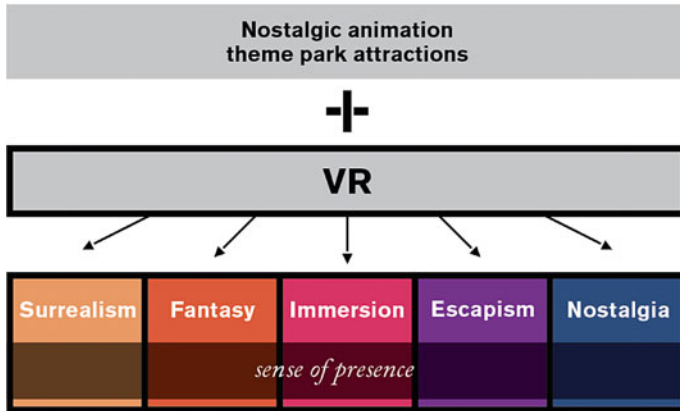 Nostalgic animation
theme park attractions
+
VR
Surrealism Fantasy Immersion Escapism Nostalgia
sense of presence